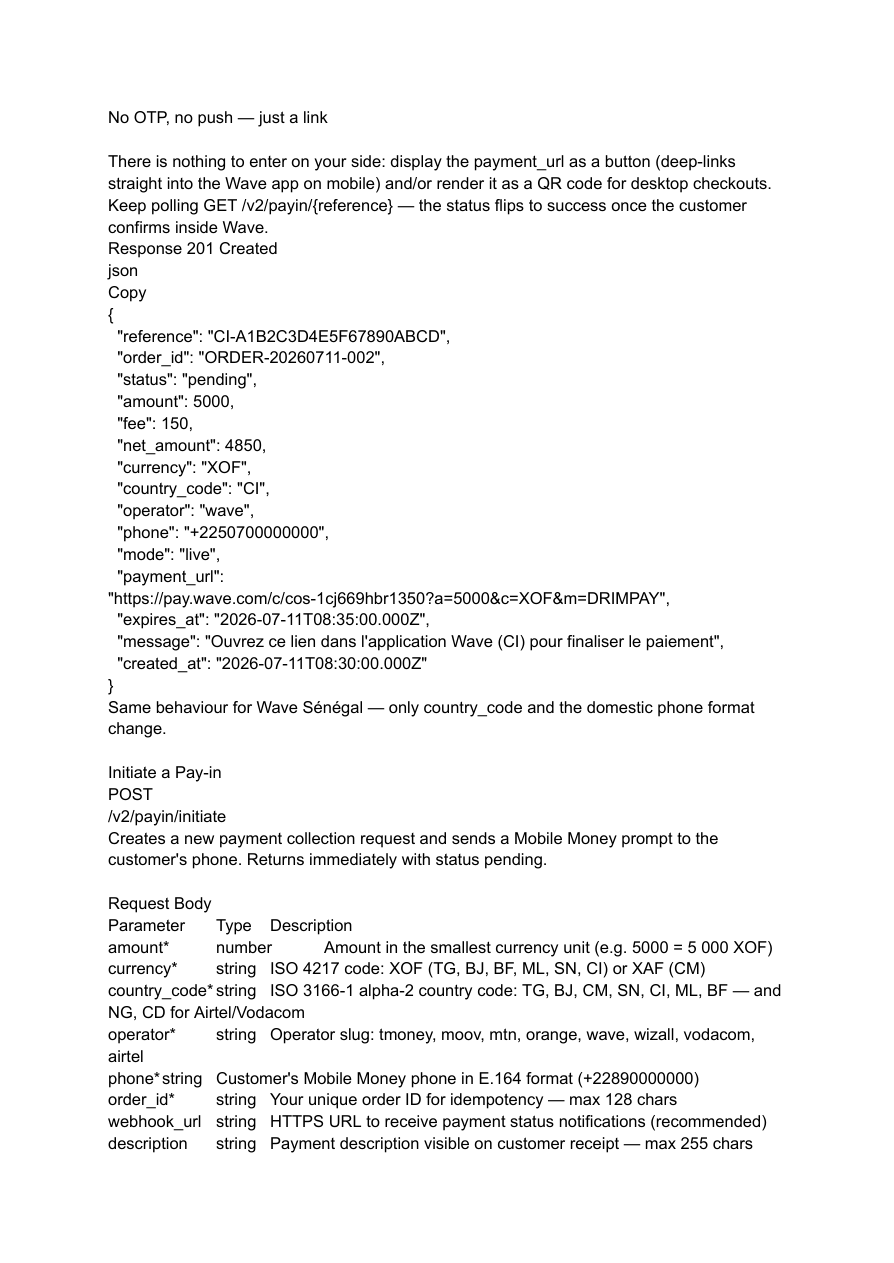 No OTP, no push — just a link
There is nothing to enter on your side: display the payment_url as a button (deep-links
straight into the Wave app on mobile) and/or render it as a QR code for desktop checkouts.
Keep polling GET /v2/payin/{reference} — the status flips to success once the customer
confirms inside Wave.
Response 201 Created
json
Copy
{
  "reference": "CI-A1B2C3D4E5F67890ABCD",
  "order_id": "ORDER-20260711-002",
  "status": "pending",
  "amount": 5000,
  "fee": 150,
  "net_amount": 4850,
  "currency": "XOF",
  "country_code": "CI",
  "operator": "wave",
  "phone": "+2250700000000",
  "mode": "live",
  "payment_url":
"https://pay.wave.com/c/cos-1cj669hbr1350?a=5000&c=XOF&m=DRIMPAY",
  "expires_at": "2026-07-11T08:35:00.000Z",
  "message": "Ouvrez ce lien dans l'application Wave (CI) pour finaliser le paiement",
  "created_at": "2026-07-11T08:30:00.000Z"
}
Same behaviour for Wave Sénégal — only country_code and the domestic phone format
change.
Initiate a Pay-in
POST
/v2/payin/initiate
Creates a new payment collection request and sends a Mobile Money prompt to the
customer's phone. Returns immediately with status pending.
Request Body
Parameter Type Description
amount* number Amount in the smallest currency unit (e.g. 5000 = 5 000 XOF)
currency* string ISO 4217 code: XOF (TG, BJ, BF, ML, SN, CI) or XAF (CM)
country_code* string ISO 3166-1 alpha-2 country code: TG, BJ, CM, SN, CI, ML, BF — and
NG, CD for Airtel/Vodacom
operator* string Operator slug: tmoney, moov, mtn, orange, wave, wizall, vodacom,
airtel
phone* string Customer's Mobile Money phone in E.164 format (+22890000000)
order_id* string Your unique order ID for idempotency — max 128 chars
webhook_url string HTTPS URL to receive payment status notifications (recommended)
description string Payment description visible on customer receipt — max 255 chars